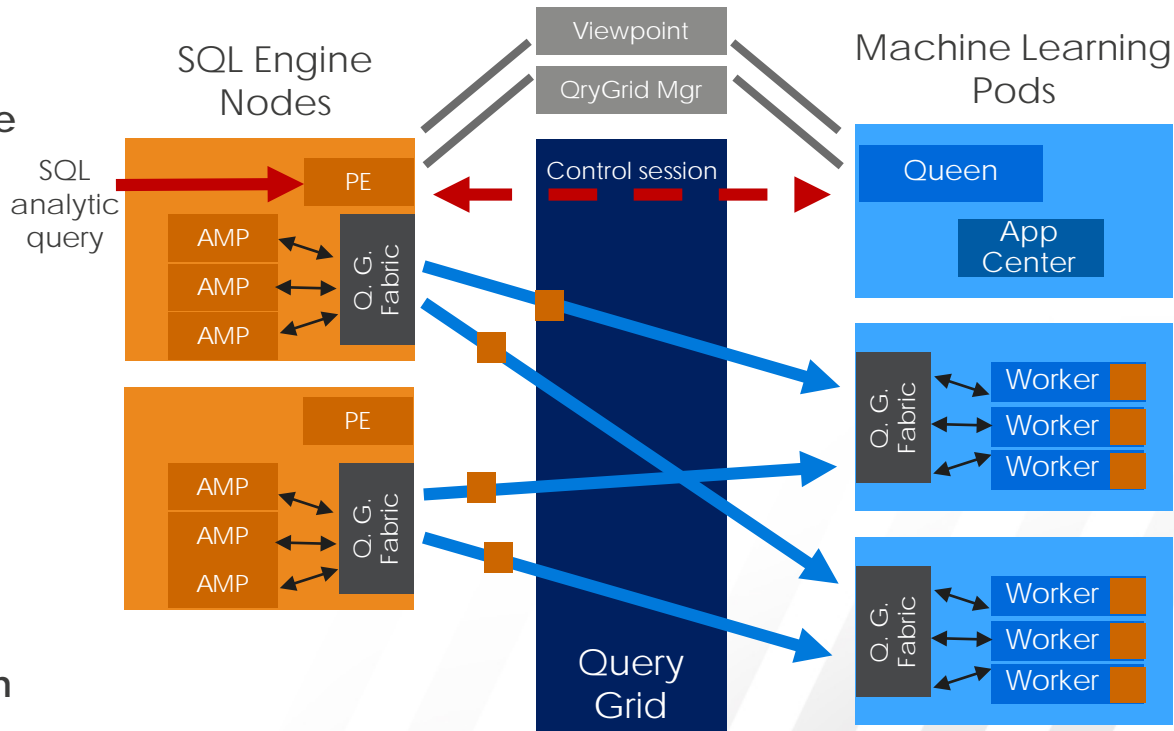 Viewpoint
QryGrid Mgr
SQL Engine
Nodes
Machine Learning
Pods
e
SQL
analytic
query
PE
Control session
Queen
App
Center
AMP
AMP
AMP
Q. G.
Fabric
Q. G.
Fabric
Worker
Worker
Worker
PE
AMP
AMP
AMP
Q. G.
Fabric
Q. G.
Fabric
Worker
Worker
Worker
Query
Grid
n